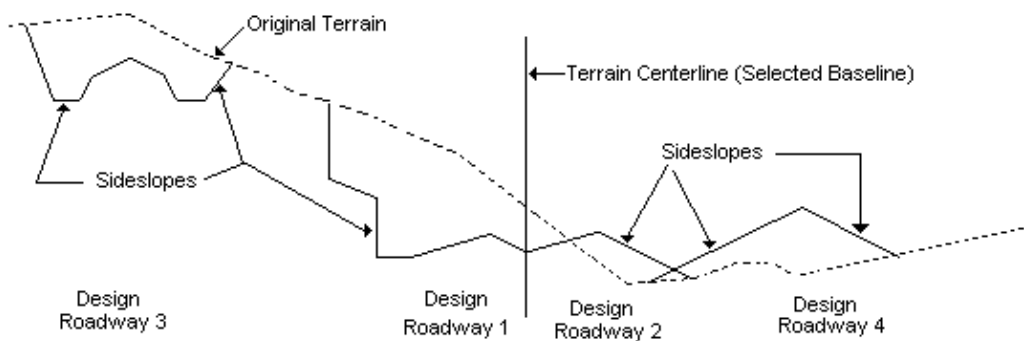 Original Terrain
Terrain Centerline (Selected Baseline)
Sideslopes
Sideslopes
Design
Roadway 3
Design
Roadway 1
Design
Roadway 2
Design
Roadway 4